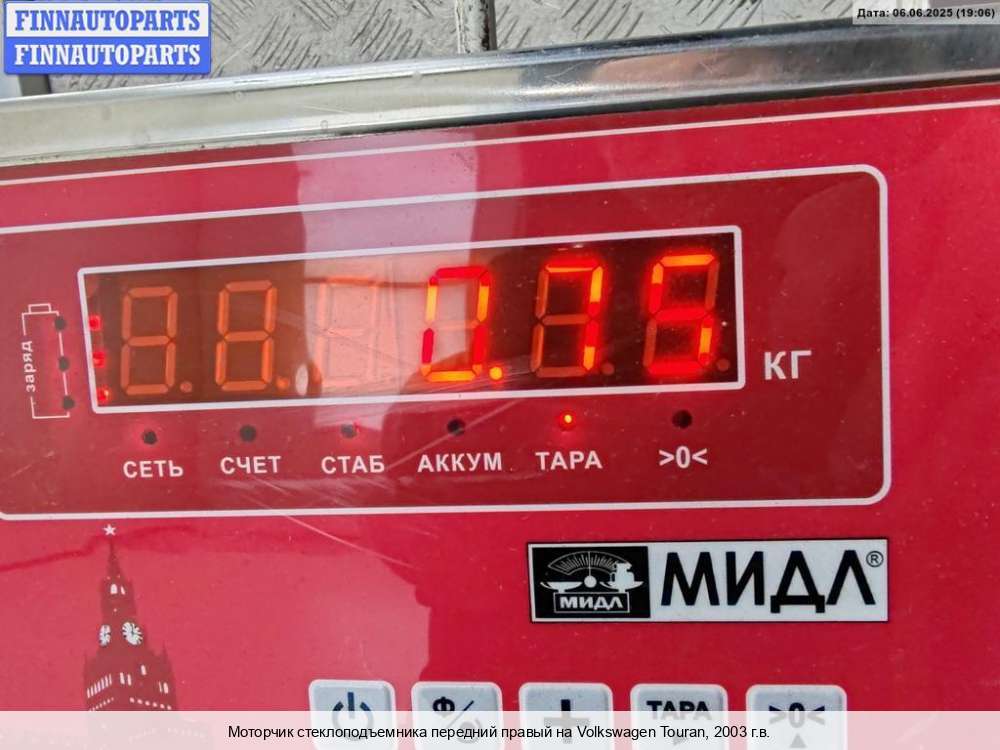 FINNAUTOPARTS
FINNAUTOPARTS
Дата: 06.06.2025 (19:06)
заряд
0.75
КГ
СЕТЬ СЧЕТ СТАБ АККУМ ТАРА >0<
МИДЛ
МИДЛ®
Ф/
ТАРА
>0<
Моторчик стеклоподъемника передний правый на Volkswagen Touran, 2003 г.в.